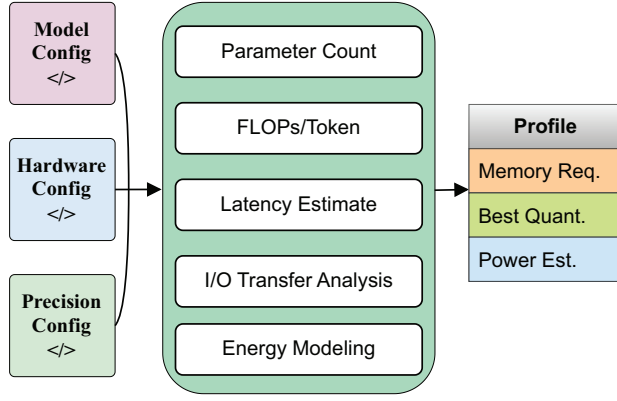 Model
Config
</>
Hardware
Config
</>
Precision
Config
</>
Parameter Count
FLOPs/Token
Latency Estimate
I/O Transfer Analysis
Energy Modeling
Profile
Memory Req.
Best Quant.
Power Est.